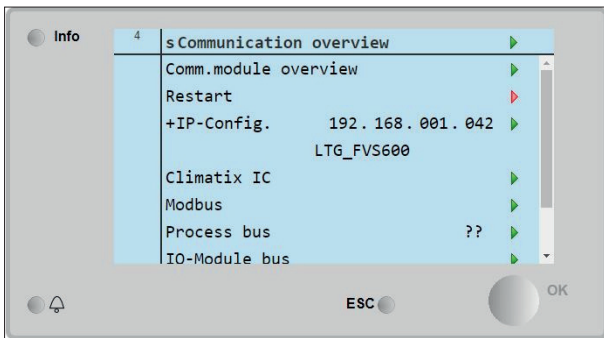 Info
4 sCommunication overview
Comm.module overview
Restart
+IP-Config. 192.168.001.042
LTG_FVS600
Climatix IC
Modbus
Process bus ??
IO-Module bus
ESC
OK